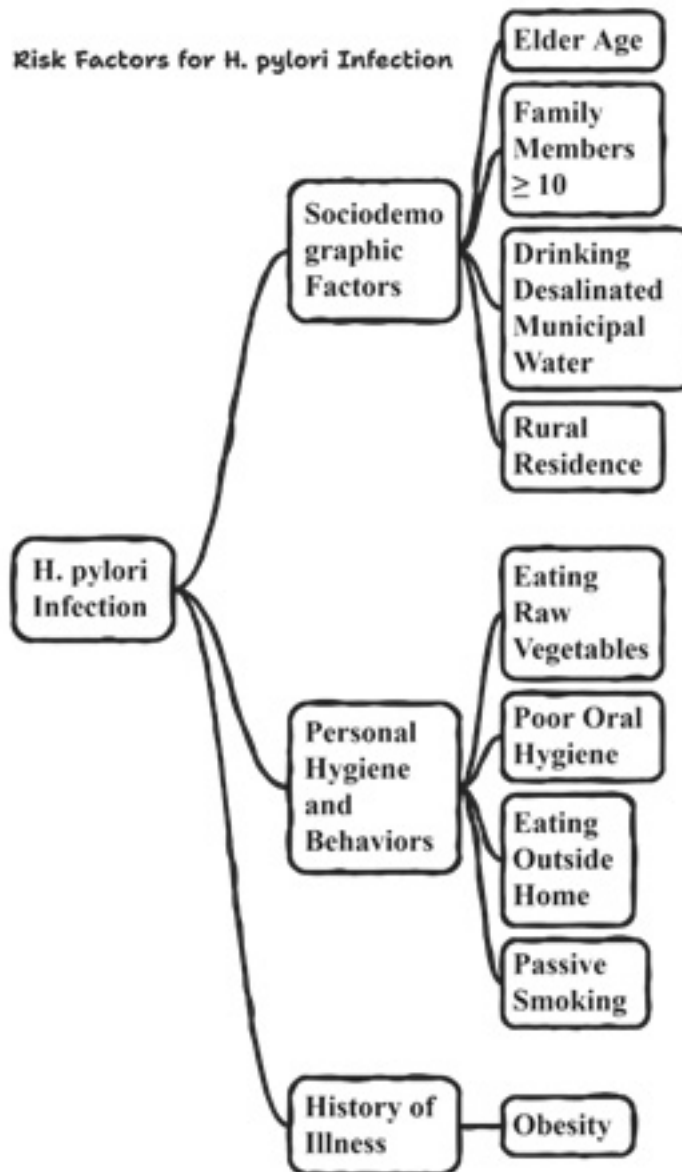 Risk Factors for H. pylori Infection
Elder Age
Family
Members
≥ 10
Sociodemo
graphic
Factors
Drinking
Desalinated
Municipal
Water
Rural
Residence
H. pylori
Infection
Eating
Raw
Vegetables
Personal
Hygiene
and
Behaviors
Poor Oral
Hygiene
Eating
Outside
Home
Passive
Smoking
History of
Illness
Obesity